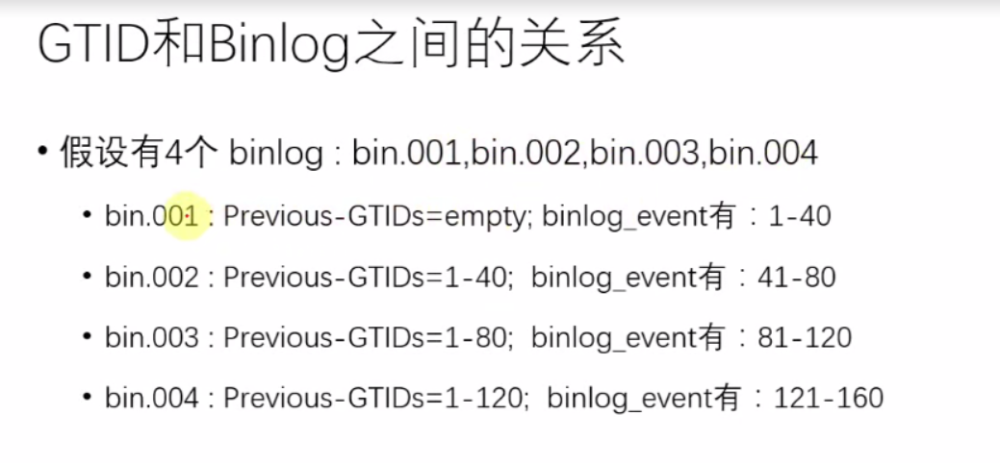 GTID和Binlog之间的关系
• 假设有4个 binlog : bin.001,bin.002,bin.003,bin.004
• bin.001 : Previous-GTIDs=empty; binlog_event有：1-40
• bin.002 : Previous-GTIDs=1-40; binlog_event有：41-80
• bin.003 : Previous-GTIDs=1-80; binlog_event有：81-120
• bin.004 : Previous-GTIDs=1-120; binlog_event有：121-160